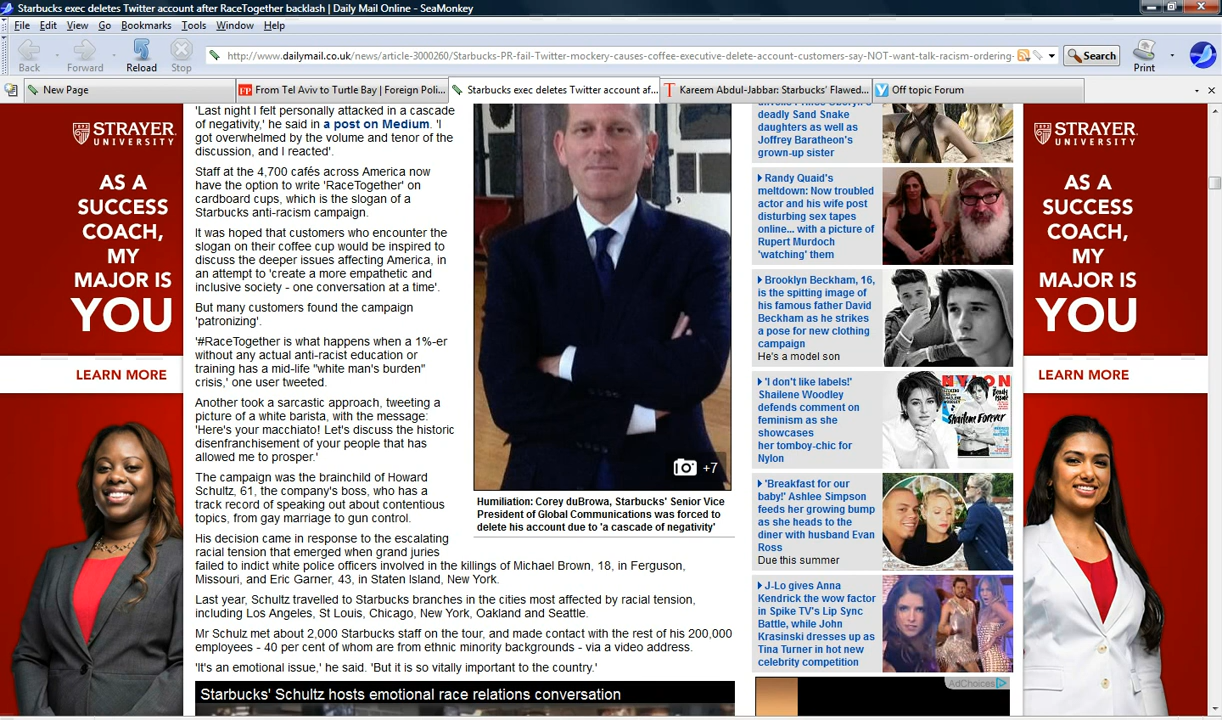 Starbucks exec deletes Twitter account after RaceTogether backlash | Daily Mail Online - SeaMonkey
File Edit View Go Bookmarks Tools Window Help
Back Forward Reload Stop
http://www.dailymail.co.uk/news/article-3000260/Starbucks-PR-fail-Twitter-mockery-causes-coffee-executive-delete-account-customers-say-NOT-want-talk-racism-ordering-
Search
Print
New Page
From Tel Aviv to Turtle Bay | Foreign Poli...
Starbucks exec deletes Twitter account af...
Kareem Abdul-Jabbar: Starbucks' Flawed...
Off topic Forum
STRAYER
UNIVERSITY
AS A
SUCCESS
COACH,
MY
MAJOR IS
YOU
LEARN MORE
'Last night I felt personally attacked in a cascade
of negativity,' he said in a post on Medium. 'I
got overwhelmed by the volume and tenor of the
discussion, and I reacted'.
Staff at the 4,700 cafés across America now
have the option to write 'RaceTogether' on
cardboard cups, which is the slogan of a
Starbucks anti-racism campaign.
It was hoped that customers who encounter the
slogan on their coffee cup would be inspired to
discuss the deeper issues affecting America, in
an attempt to 'create a more empathetic and
inclusive society - one conversation at a time'.
But many customers found the campaign
'patronizing'.
'#RaceTogether is what happens when a 1%-er
without any actual anti-racist education or
training has a mid-life "white man's burden"
crisis,' one user tweeted.
Another took a sarcastic approach, tweeting a
picture of a white barista, with the message:
'Here's your macchiato! Let's discuss the historic
disenfranchisement of your people that has
allowed me to prosper.'
The campaign was the brainchild of Howard
Schultz, 61, the company's boss, who has a
track record of speaking out about contentious
topics, from gay marriage to gun control.
His decision came in response to the escalating
racial tension that emerged when grand juries
failed to indict white police officers involved in the killings of Michael Brown, 18, in Ferguson,
Missouri, and Eric Garner, 43, in Staten Island, New York.
Last year, Schultz travelled to Starbucks branches in the cities most affected by racial tension,
including Los Angeles, St Louis, Chicago, New York, Oakland and Seattle.
Mr Schulz met about 2,000 Starbucks staff on the tour, and made contact with the rest of his 200,000
employees - 40 per cent of whom are from ethnic minority backgrounds - via a video address.
'It's an emotional issue,' he said. 'But it is so vitally important to the country.'
Starbucks' Schultz hosts emotional race relations conversation
+7
Humiliation: Corey duBrowa, Starbucks' Senior Vice
President of Global Communications was forced to
delete his account due to 'a cascade of negativity'
deadly Sand Snake
daughters as well as
Joffrey Baratheon's
grown-up sister
Randy Quaid's
meltdown: Now troubled
actor and his wife post
disturbing sex tapes
online... with a picture of
Rupert Murdoch
'watching' them
Brooklyn Beckham, 16,
is the spitting image of
his famous father David
Beckham as he strikes
a pose for new clothing
campaign
He's a model son
'I don't like labels!'
Shailene Woodley
defends comment on
feminism as she
showcases
her tomboy-chic for
Nylon
NYLON
Shailene Forever
'Breakfast for our
baby!' Ashlee Simpson
feeds her growing bump
as she heads to the
diner with husband Evan
Ross
Due this summer
J-Lo gives Anna
Kendrick the wow factor
in Spike TV's Lip Sync
Battle, while John
Krasinski dresses up as
Tina Turner in hot new
celebrity competition
AdChoices
STRAYER
UNIVERSITY
AS A
SUCCESS
COACH,
MY
MAJOR IS
YOU
LEARN MORE